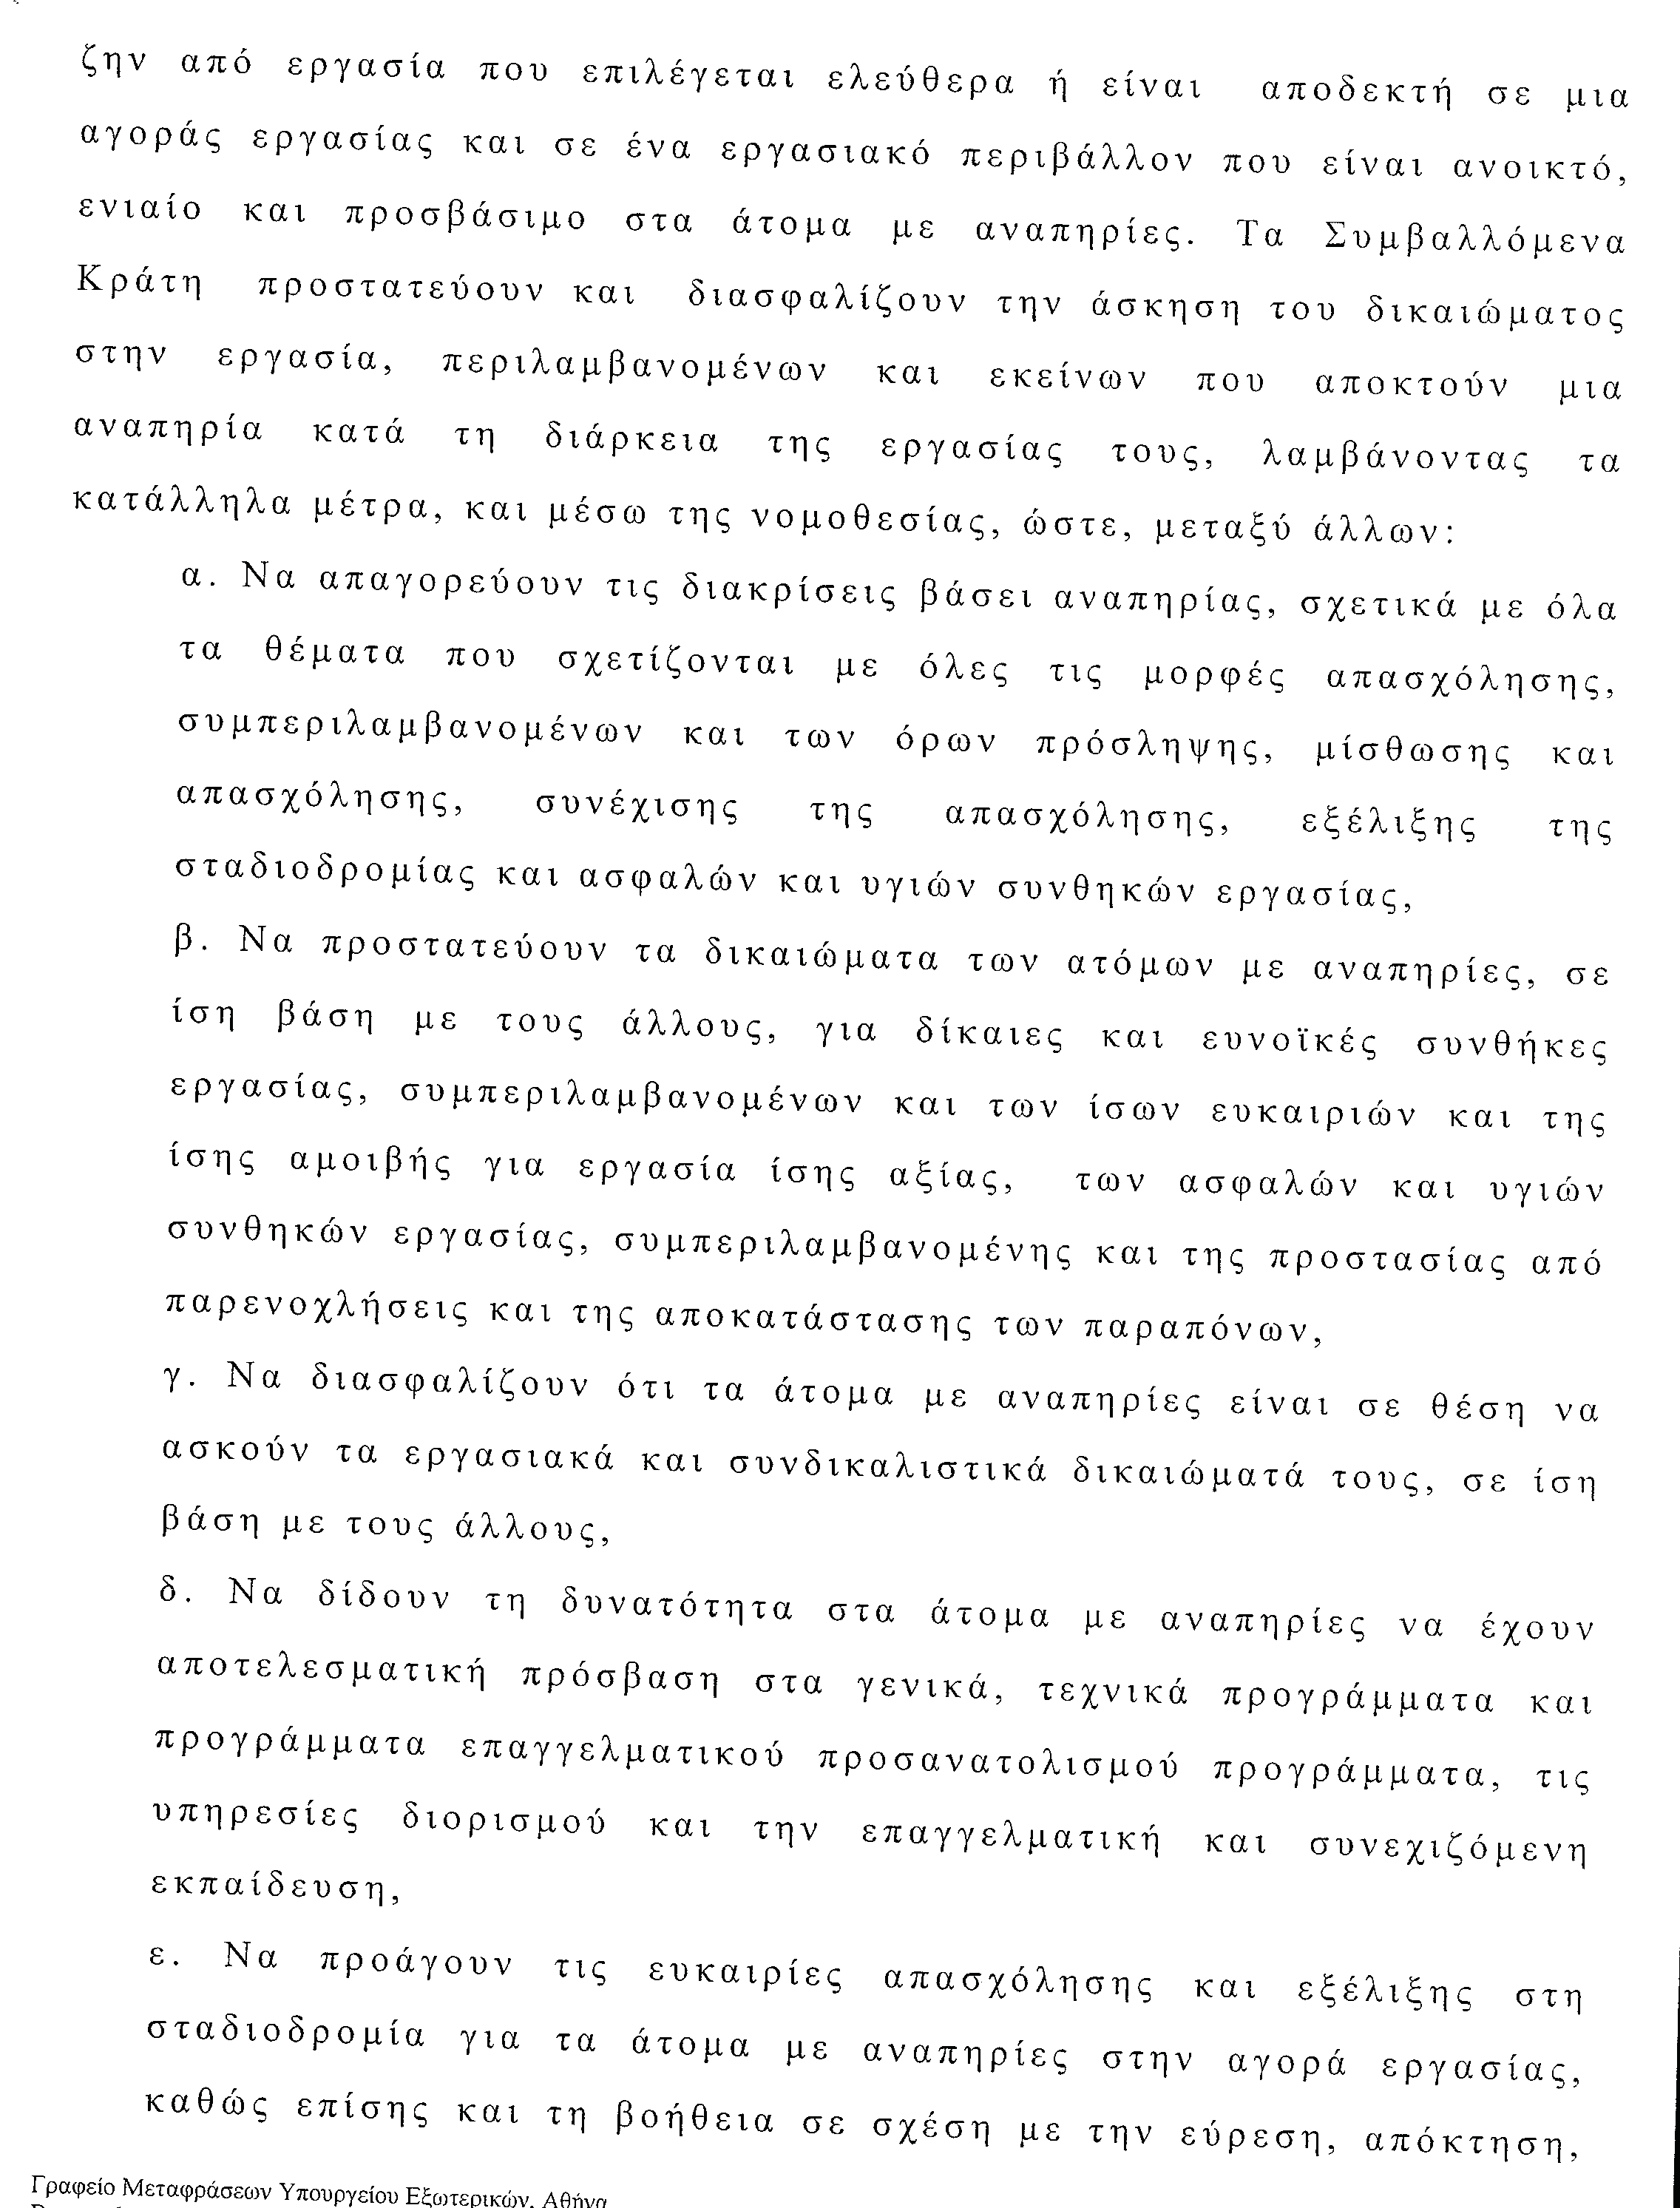 ζην από εργασία που επιλέγεται ελεύθερα ή είναι αποδεκτή σε μια
αγοράς εργασίας και σε ένα εργασιακό περιβάλλον που είναι ανοικτό,
ενιαίο και προσβάσιμο στα άτομα με αναπηρίες. Τα Συμβαλλόμενα
Κράτη προστατεύουν και διασφαλίζουν την άσκηση του δικαιώματος
στην εργασία, περιλαμβανομένων και εκείνων που αποκτούν μια
αναπηρία κατά τη διάρκεια της εργασίας τους, λαμβάνοντας τα
κατάλληλα μέτρα, και μέσω της νομοθεσίας, ώστε, μεταξύ άλλων:
α. Να απαγορεύουν τις διακρίσεις βάσει αναπηρίας, σχετικά με όλα
τα θέματα που σχετίζονται με όλες τις μορφές απασχόλησης,
συμπεριλαμβανομένων και των όρων πρόσληψης, μίσθωσης και
απασχόλησης, συνέχισης της απασχόλησης, εξέλιξης της
σταδιοδρομίας και ασφαλών και υγιών συνθηκών εργασίας,
β. Να προστατεύουν τα δικαιώματα των ατόμων με αναπηρίες, σε
ίση βάση με τους άλλους, για δίκαιες και ευνοϊκές συνθήκες
εργασίας, συμπεριλαμβανομένων και των ίσων ευκαιριών και της
ίσης αμοιβής για εργασία ίσης αξίας, των ασφαλών και υγιών
συνθηκών εργασίας, συμπεριλαμβανομένης και της προστασίας από
παρενοχλήσεις και της αποκατάστασης των παραπόνων,
γ. Να διασφαλίζουν ότι τα άτομα με αναπηρίες είναι σε θέση να
ασκούν τα εργασιακά και συνδικαλιστικά δικαιώματά τους, σε ίση
βάση με τους άλλους,
δ. Να δίδουν τη δυνατότητα στα άτομα με αναπηρίες να έχουν
αποτελεσματική πρόσβαση στα γενικά, τεχνικά προγράμματα και
προγράμματα επαγγελματικού προσανατολισμού προγράμματα, τις
υπηρεσίες διορισμού και την επαγγελματική και συνεχιζόμενη
εκπαίδευση,
ε. Να προάγουν τις ευκαιρίες απασχόλησης και εξέλιξης στη
σταδιοδρομία για τα άτομα με αναπηρίες στην αγορά εργασίας,
καθώς επίσης και τη βοήθεια σε σχέση με την εύρεση, απόκτηση,
Γραφείο Μεταφράσεων Υπουργείου Εξωτερικών, Αθήνα